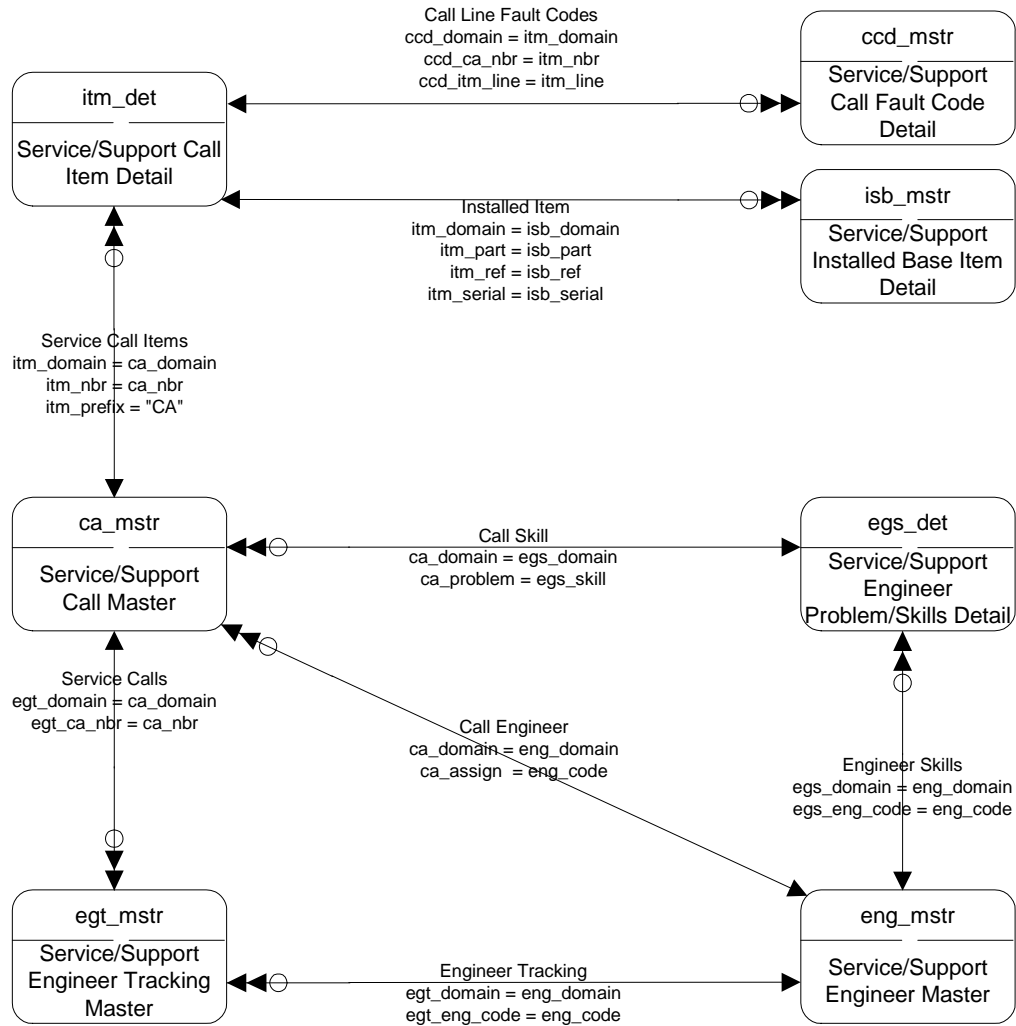 Call Line Fault Codes
ccd_domain = itm_domain
ccd_ca_nbr = itm_nbr
ccd_itm_line = itm_line
ccd_mstr
Service/Support
Call Fault Code
Detail
itm_det
Service/Support Call
Item Detail
Installed Item
itm_domain = isb_domain
itm_part = isb_part
itm_ref = isb_ref
itm_serial = isb_serial
isb_mstr
Service/Support
Installed Base Item
Detail
Service Call Items
itm_domain = ca_domain
itm_nbr = ca_nbr
itm_prefix = "CA"
ca_mstr
Service/Support
Call Master
Call Skill
ca_domain = egs_domain
ca_problem = egs_skill
egs_det
Service/Support
Engineer
Problem/Skills Detail
Service Calls
egt_domain = ca_domain
egt_ca_nbr = ca_nbr
Call Engineer
ca_domain = eng_domain
ca_assign  = eng_code
Engineer Skills
egs_domain = eng_domain
egs_eng_code = eng_code
egt_mstr
Service/Support
Engineer Tracking
Master
Engineer Tracking
egt_domain = eng_domain
egt_eng_code = eng_code
eng_mstr
Service/Support
Engineer Master